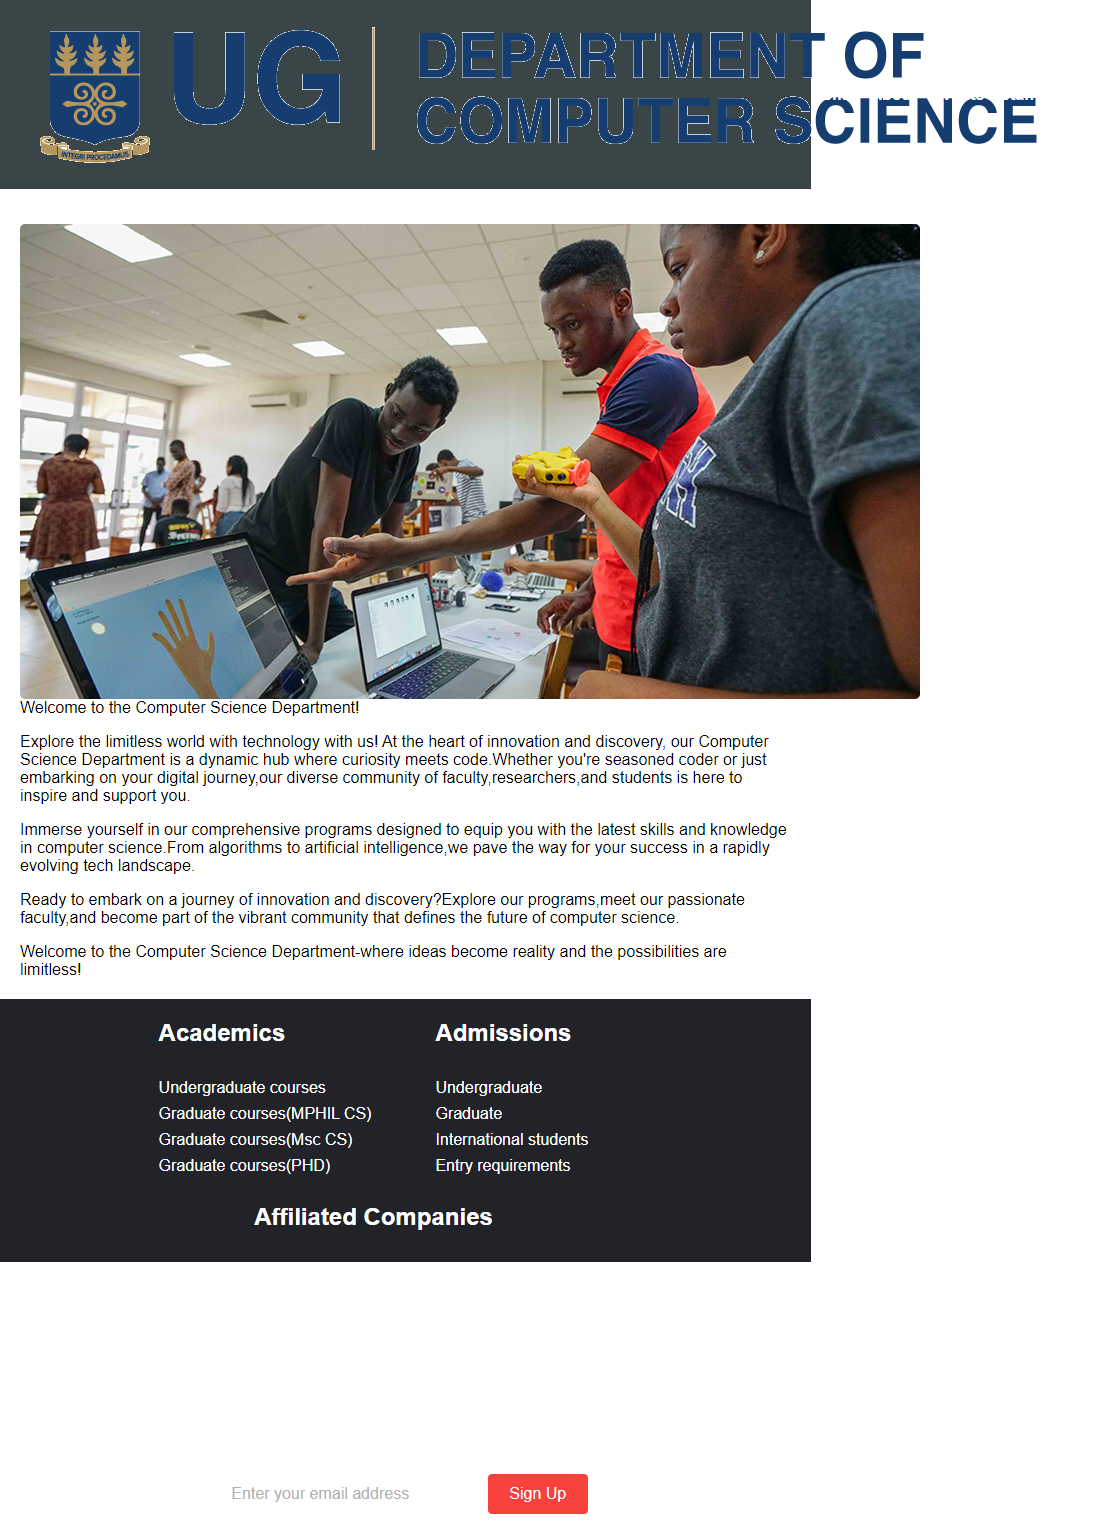 INTEGRI PROCEDAMUS
UG
DEPARTMENT OF
COMPUTER SCIENCE
Welcome to the Computer Science Department!
Explore the limitless world with technology with us! At the heart of innovation and discovery, our Computer
Science Department is a dynamic hub where curiosity meets code.Whether you're seasoned coder or just
embarking on your digital journey,our diverse community of faculty,researchers,and students is here to
inspire and support you.
Immerse yourself in our comprehensive programs designed to equip you with the latest skills and knowledge
in computer science.From algorithms to artificial intelligence,we pave the way for your success in a rapidly
evolving tech landscape.
Ready to embark on a journey of innovation and discovery?Explore our programs,meet our passionate
faculty,and become part of the vibrant community that defines the future of computer science.
Welcome to the Computer Science Department-where ideas become reality and the possibilities are
limitless!
Academics
Undergraduate courses
Graduate courses(MPHIL CS)
Graduate courses(Msc CS)
Graduate courses(PHD)
Admissions
Undergraduate
Graduate
International students
Entry requirements
Affiliated Companies
Enter your email address
Sign Up